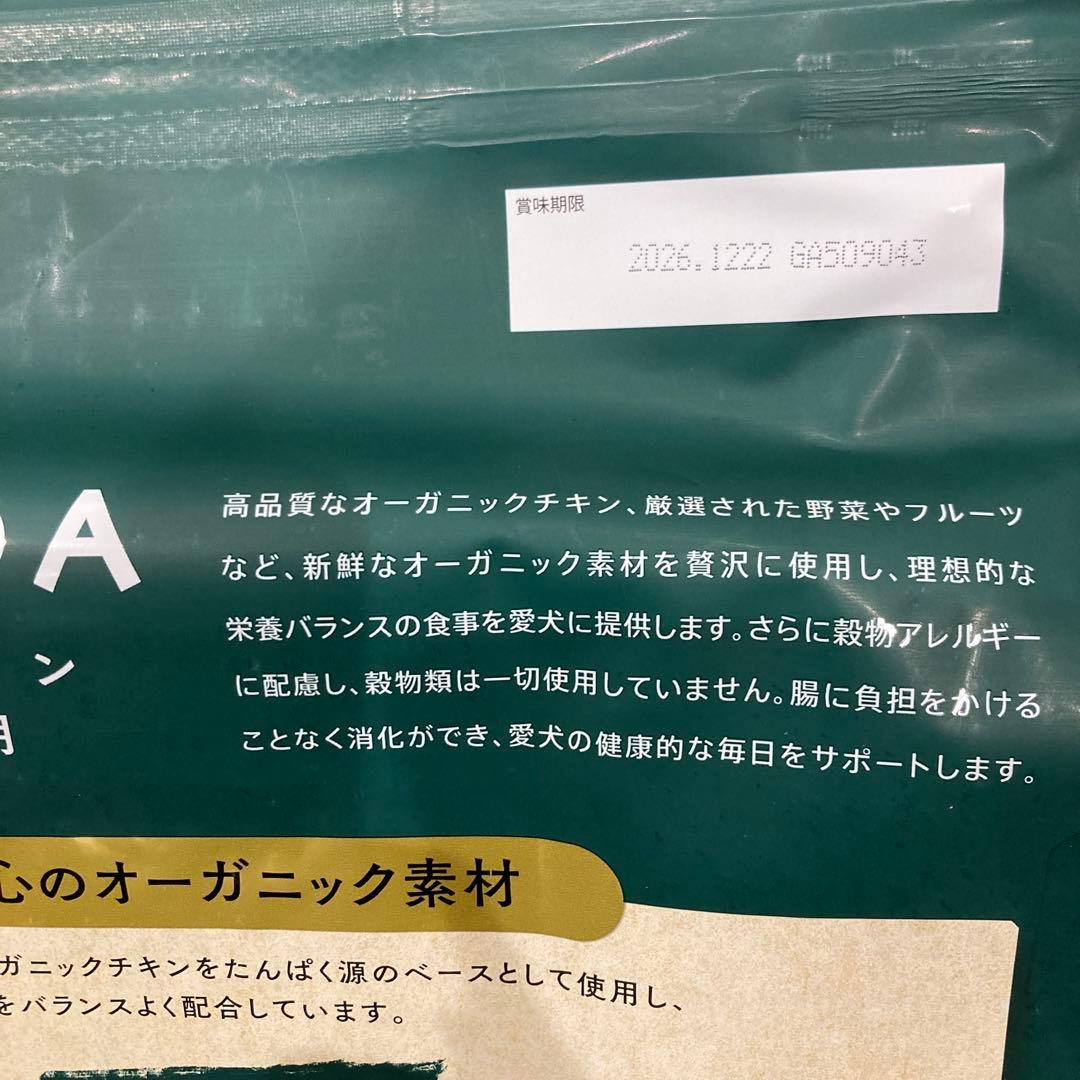 賞味期限
2026.1222 GA509043
高品質なオーガニックチキン、厳選された野菜やフルーツ
など、新鮮なオーガニック素材を贅沢に使用し、理想的な
栄養バランスの食事を愛犬に提供します。さらに穀物アレルギー
に配慮し、穀物類は一切使用していません。腸に負担をかける
ことなく消化ができ、愛犬の健康的な毎日をサポートします。
A
ン
心のオーガニック素材
ガニックチキンをたんぱく源のベースとして使用し、
をバランスよく配合しています。